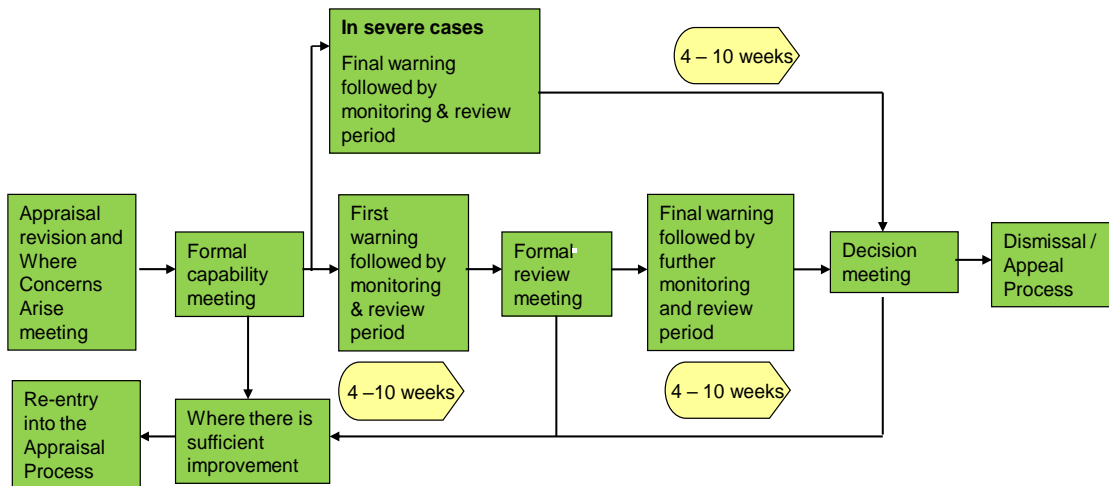 In severe cases
Final warning
followed by
monitoring & review
period
4 – 10 weeks
Appraisal
revision and
Where
Concerns
Arise
meeting
Formal
capability
meeting
First
warning
followed by
monitoring
& review
period
Formal
review
meeting
Final warning
followed by
further
monitoring
and review
period
Decision
meeting
Dismissal /
Appeal
Process
4 –10 weeks
4 – 10 weeks
Re-entry
into the
Appraisal
Process
Where there is
sufficient
improvement